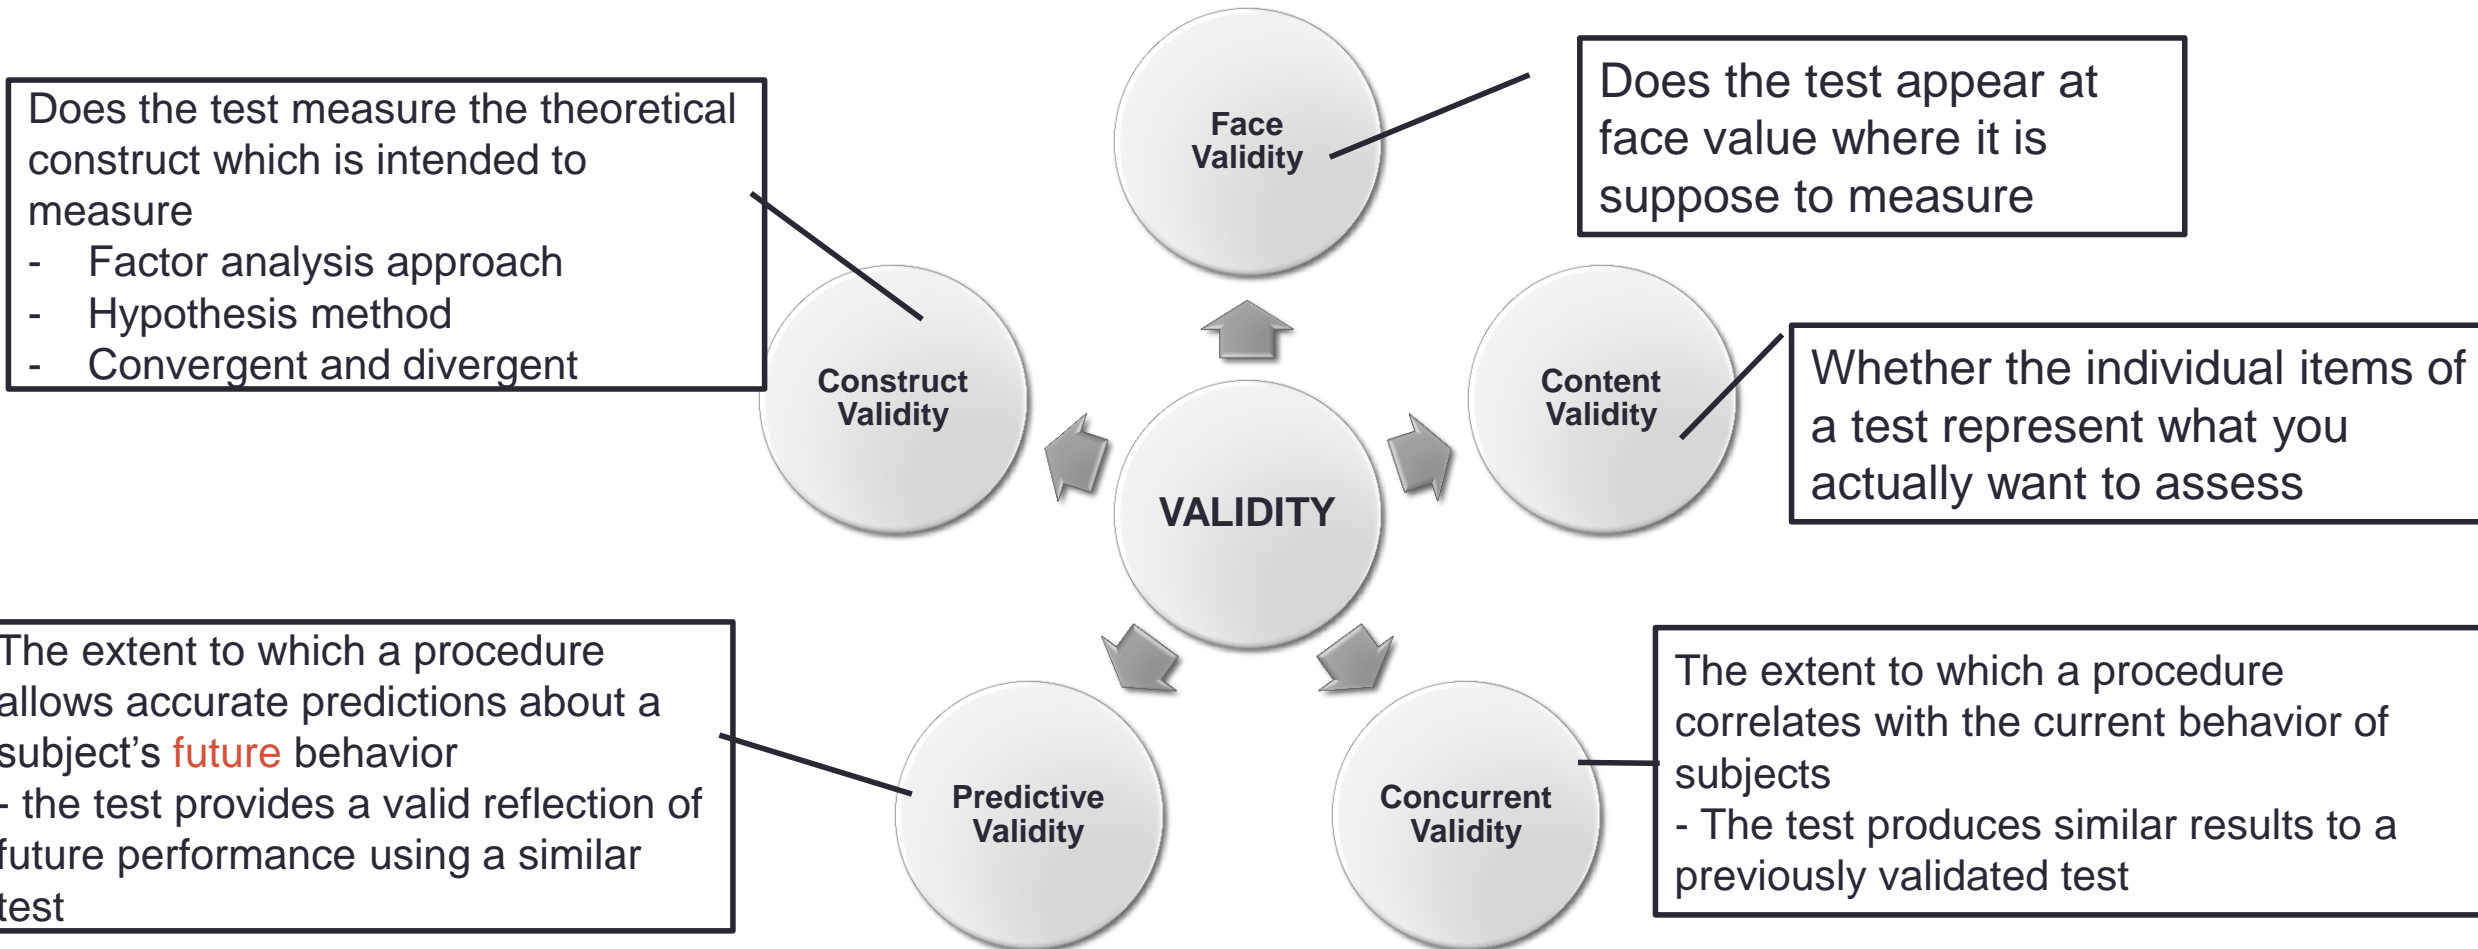 Face
Validity
Does the test appear at
face value where it is
suppose to measure
Does the test measure the theoretical
construct which is intended to
measure
- Factor analysis approach
- Hypothesis method
- Convergent and divergent
Construct
Validity
Content
Validity
Whether the individual items of
a test represent what you
actually want to assess
VALIDITY
The extent to which a procedure
allows accurate predictions about a
subject’s future behavior
- the test provides a valid reflection of
future performance using a similar
test
Predictive
Validity
Concurrent
Validity
The extent to which a procedure
correlates with the current behavior of
subjects
- The test produces similar results to a
previously validated test